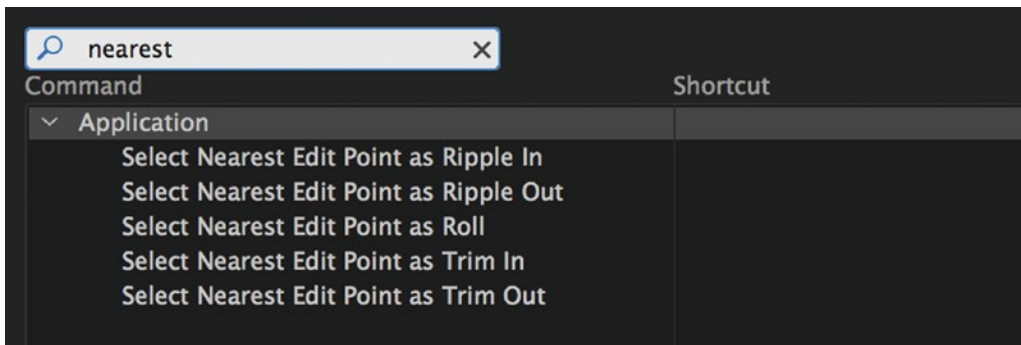 nearest
Command Shortcut
Application
Select Nearest Edit Point as Ripple In
Select Nearest Edit Point as Ripple Out
Select Nearest Edit Point as Roll
Select Nearest Edit Point as Trim In
Select Nearest Edit Point as Trim Out